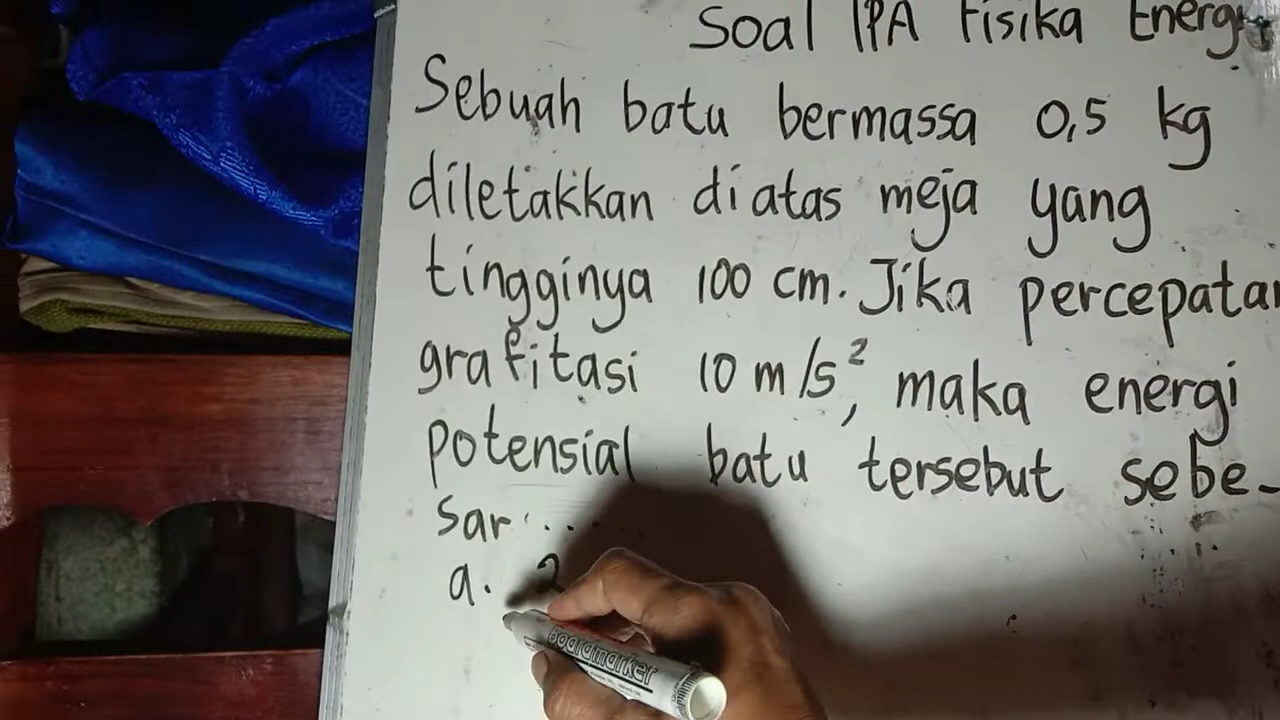 Soal IPA Fisika Energi
Sebuah batu bermassa 0,5 kg
diletakkan diatas meja yang
tingginya 100 cm. Jika percepatan
grafitasi 10 m/s², maka energi
potensial batu tersebut sebe-
sar ....
a. 2
Boardmarker